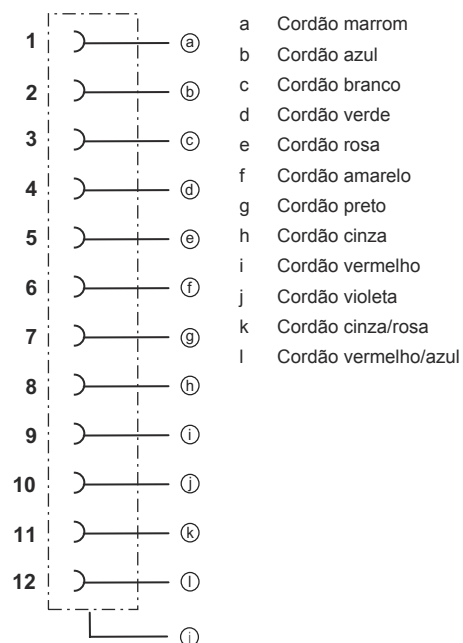 1 ⓐ
2 ⓑ
3 ⓒ
4 ⓓ
5 ⓔ
6 ⓕ
7 ⓖ
8 ⓗ
9 ⓘ
10 ⓙ
11 ⓚ
12 ⓛ
a Cordão marrom
b Cordão azul
c Cordão branco
d Cordão verde
e Cordão rosa
f Cordão amarelo
g Cordão preto
h Cordão cinza
i Cordão vermelho
j Cordão violeta
k Cordão cinza/rosa
l Cordão vermelho/azul